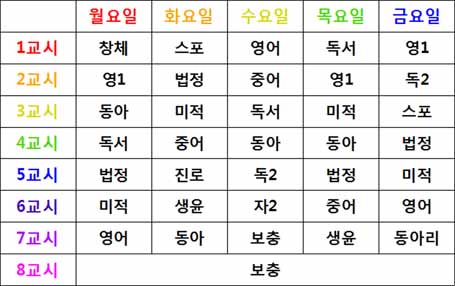 월요일 화요일 수요일 목요일 금요일
1교시 창체 스포 영어 독서 영1
2교시 영1 법정 중어 영1 독2
3교시 동아 미적 독서 미적 스포
4교시 독서 중어 동아 동아 법정
5교시 법정 진로 독2 법정 미적
6교시 미적 생윤 자2 중어 영어
7교시 영어 동아 보충 생윤 동아리
8교시 보충